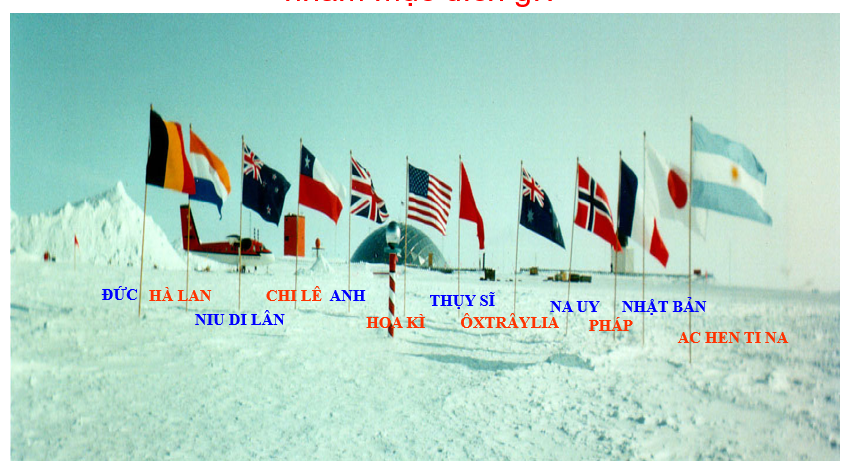 ĐỨC HÀ LAN CHI LÊ ANH
THỤY SĨ
NA UY NHẬT BẢN
NIU DI LÂN
HOA KÌ ÔXTRÂYLIA
PHÁP
AC HEN TI NA